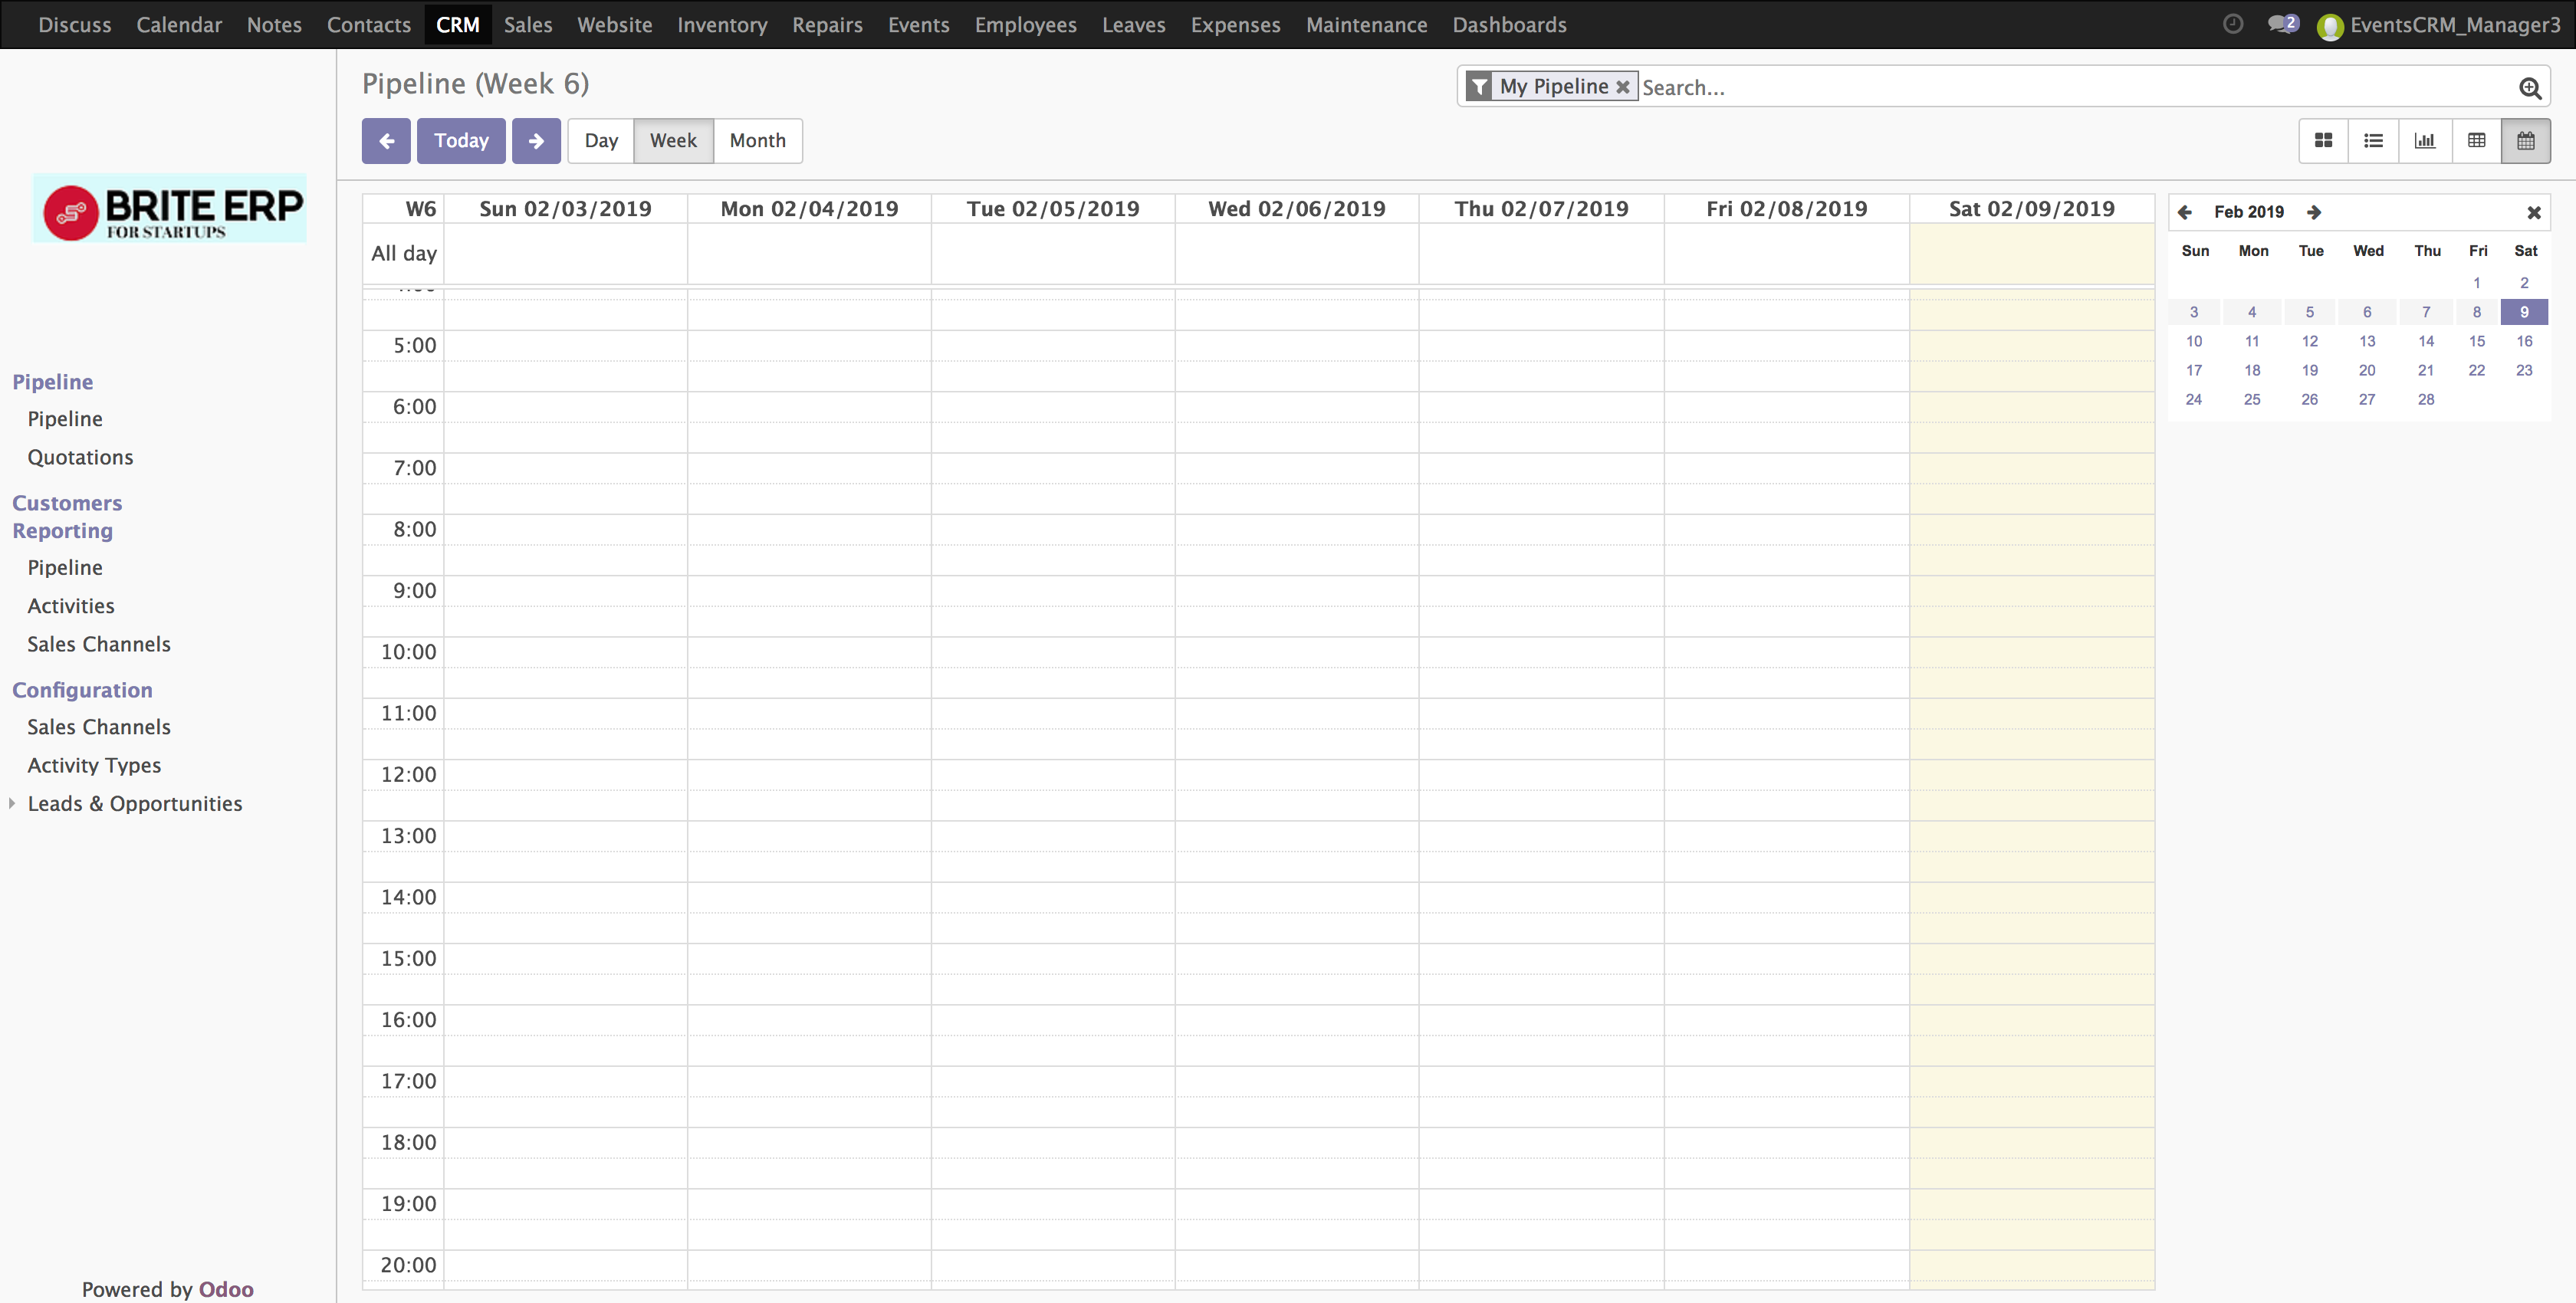 Discuss Calendar Notes Contacts CRM Sales Website Inventory Repairs Events Employees Leaves Expenses Maintenance Dashboards 2 EventsCRM_Manager3
Pipeline (Week 6)
My Pipeline Search...
Today Day Week Month
BRITE ERP
FOR STARTUPS
Pipeline
Pipeline
Quotations
Customers
Reporting
Pipeline
Activities
Sales Channels
Configuration
Sales Channels
Activity Types
Leads & Opportunities
Powered by Odoo
W6 Sun 02/03/2019 Mon 02/04/2019 Tue 02/05/2019 Wed 02/06/2019 Thu 02/07/2019 Fri 02/08/2019 Sat 02/09/2019
All day
5:00
6:00
7:00
8:00
9:00
10:00
11:00
12:00
13:00
14:00
15:00
16:00
17:00
18:00
19:00
20:00
Feb 2019
Sun Mon Tue Wed Thu Fri Sat
1 2
3 4 5 6 7 8 9
10 11 12 13 14 15 16
17 18 19 20 21 22 23
24 25 26 27 28